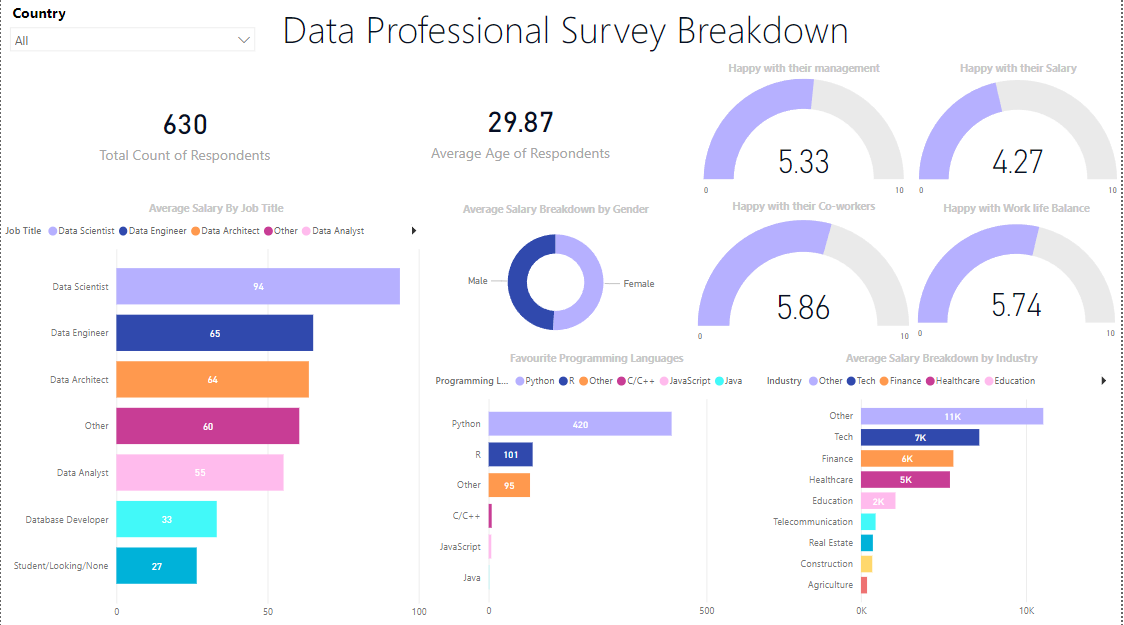 Country
All
Data Professional Survey Breakdown
630
Total Count of Respondents
29.87
Average Age of Respondents
Happy with their management
5.33
0 10
Happy with their Salary
4.27
0 10
Average Salary By Job Title
Job Title Data Scientist Data Engineer Data Architect Other Data Analyst
Data Scientist 94
Data Engineer 65
Data Architect 64
Other 60
Data Analyst 55
Database Developer 33
Student/Looking/None 27
0 50 100
Average Salary Breakdown by Gender
Male Female
Happy with their Co-workers
5.86
0 10
Happy with Work life Balance
5.74
0 10
Favourite Programming Languages
Programming L... Python R Other C/C++ JavaScript Java
Python 420
R 101
Other 95
C/C++
JavaScript
Java
0 500
Average Salary Breakdown by Industry
Industry Other Tech Finance Healthcare Education
Other 11K
Tech 7K
Finance 6K
Healthcare 5K
Education 2K
Telecommunication
Real Estate
Construction
Agriculture
0K 10K